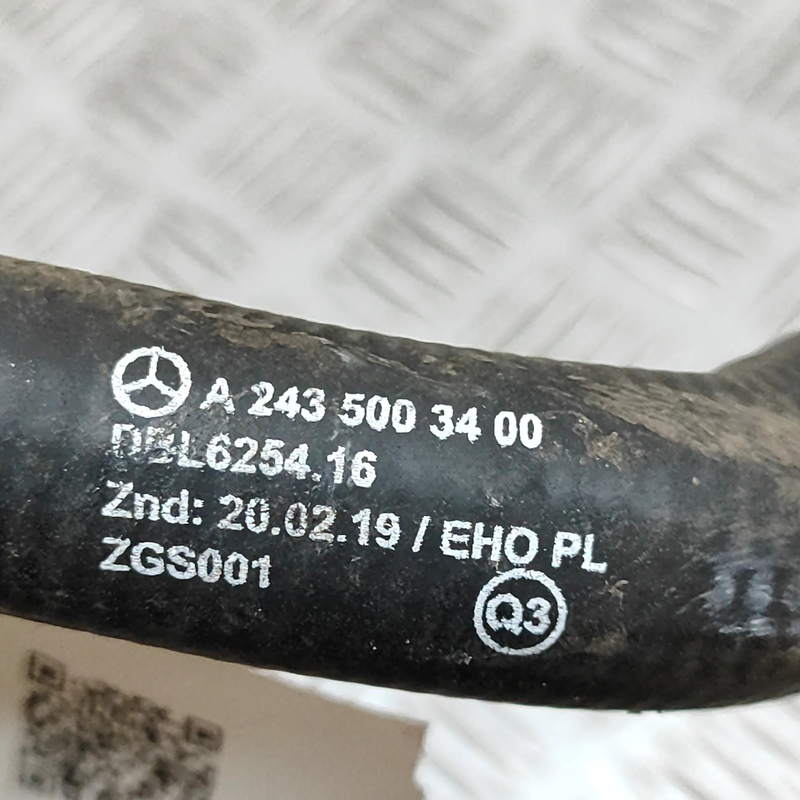 A 243 500 34 00
DBL6254.16
Znd: 20.02.19 / EHO PL
ZGS001
Q3